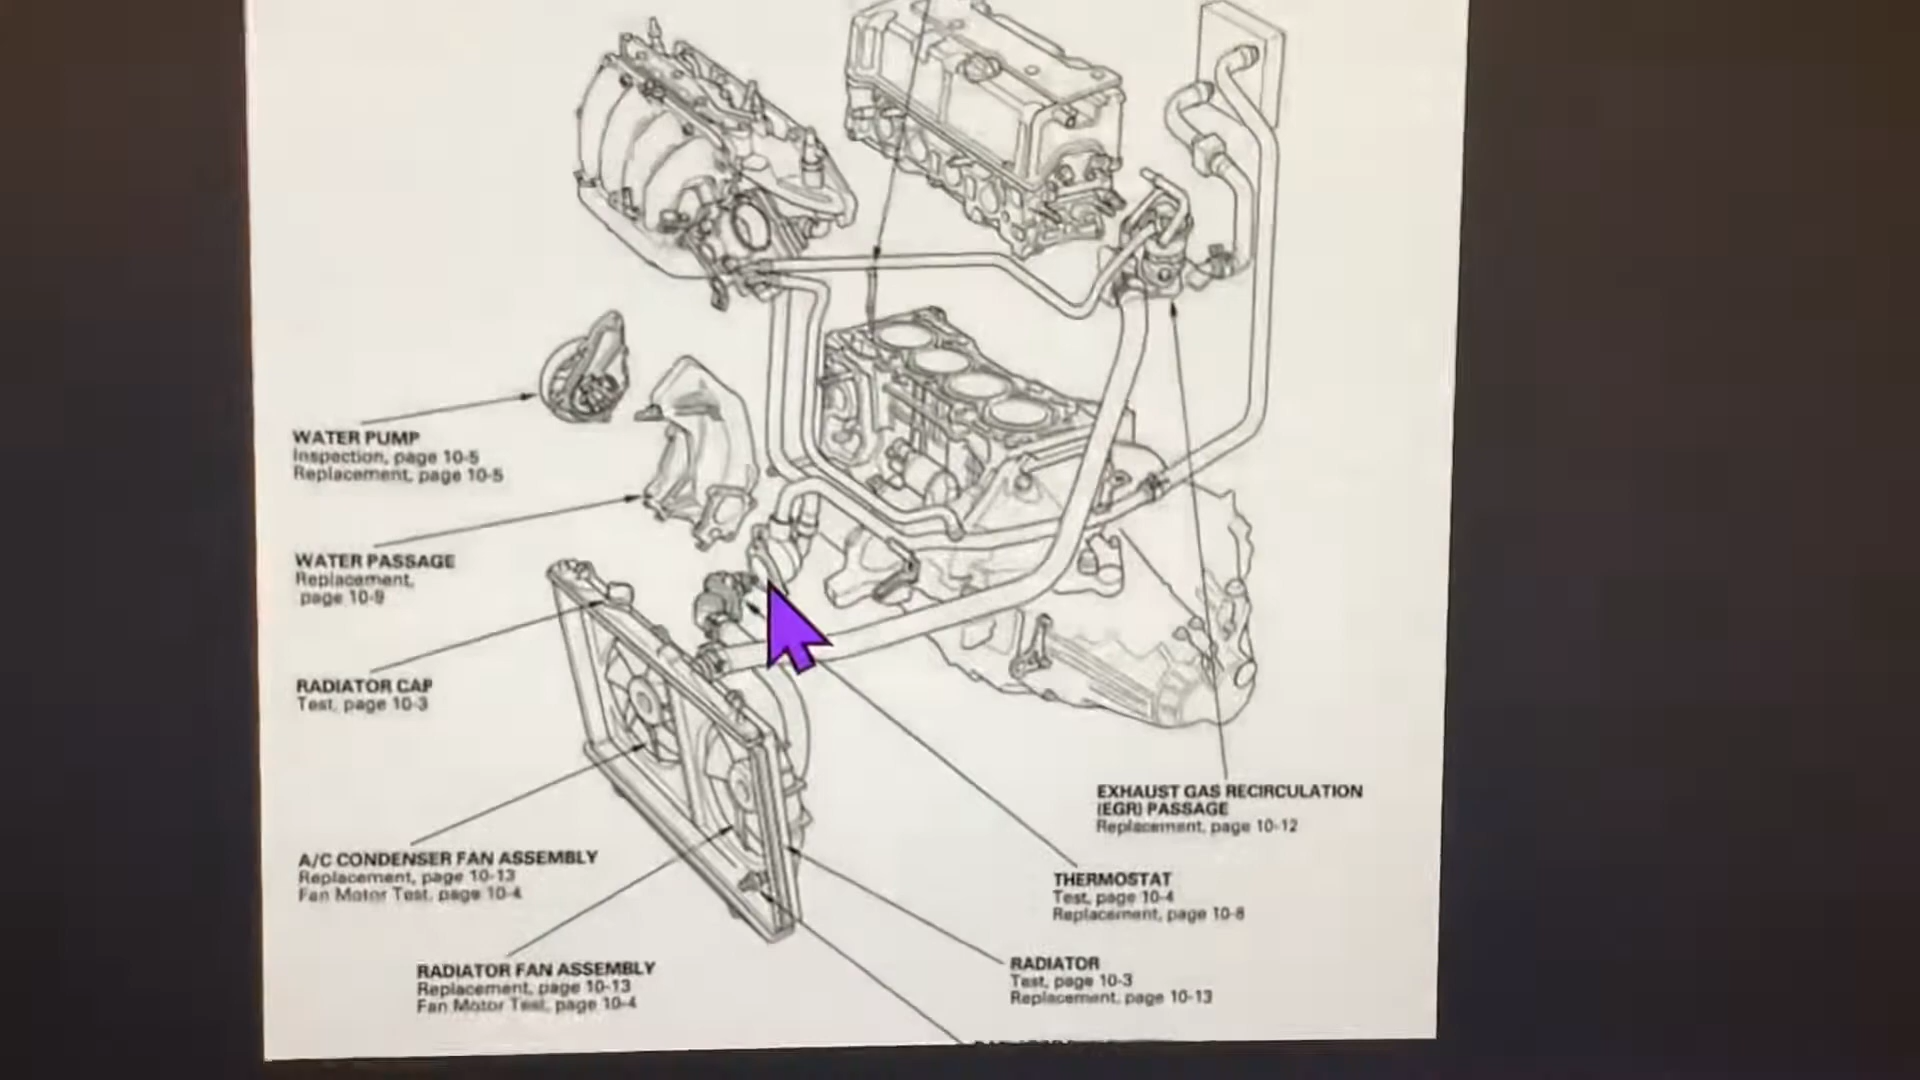 WATER PUMP
Inspection, page 10-5
Replacement, page 10-5
WATER PASSAGE
Replacement,
page 10-9
RADIATOR CAP
Test, page 10-3
A/C CONDENSER FAN ASSEMBLY
Replacement, page 10-13
Fan Motor Test, page 10-4
RADIATOR FAN ASSEMBLY
Replacement, page 10-13
Fan Motor Test, page 10-4
EXHAUST GAS RECIRCULATION
(EGR) PASSAGE
Replacement, page 10-12
THERMOSTAT
Test, page 10-4
Replacement, page 10-8
RADIATOR
Test, page 10-3
Replacement, page 10-13